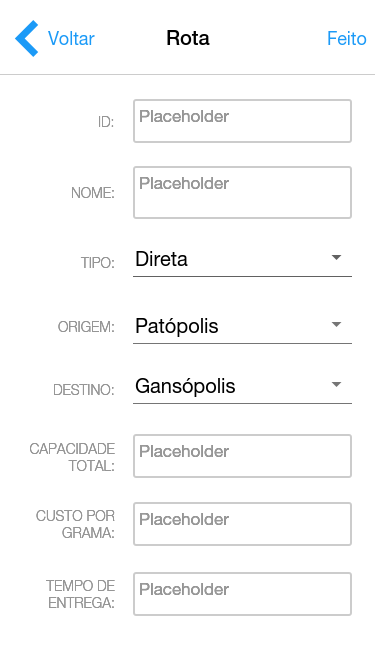 Voltar Rota Feito
ID: Placeholder
NOME: Placeholder
TIPO: Direta
ORIGEM: Patópolis
DESTINO: Gansópolis
CAPACIDADE TOTAL: Placeholder
CUSTO POR GRAMA: Placeholder
TEMPO DE ENTREGA: Placeholder